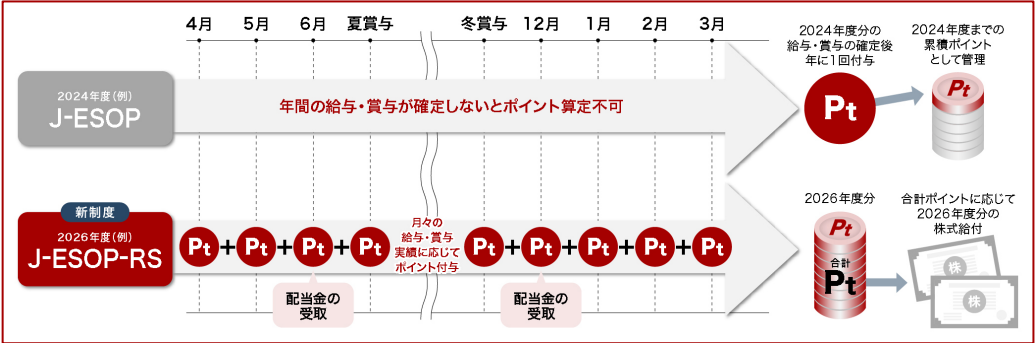 4月
5月
6月
夏賞与
冬賞与
12月
1月
2月
3月
2024年度（例）
J-ESOP
年間の給与・賞与が確定しないとポイント算定不可
2024年度分の
給与・賞与の確定後
年に1回付与
Pt
2024年度までの
累積ポイント
として管理
Pt
新制度
2026年度（例）
J-ESOP-RS
Pt
+
Pt
+
Pt
+
Pt
月々の
給与・賞与
実績に応じて
ポイント付与
Pt
+
Pt
+
Pt
+
Pt
+
Pt
配当金の
受取
配当金の
受取
2026年度分
Pt
合計
Pt
合計ポイントに応じて
2026年度分の
株式給付
株
株